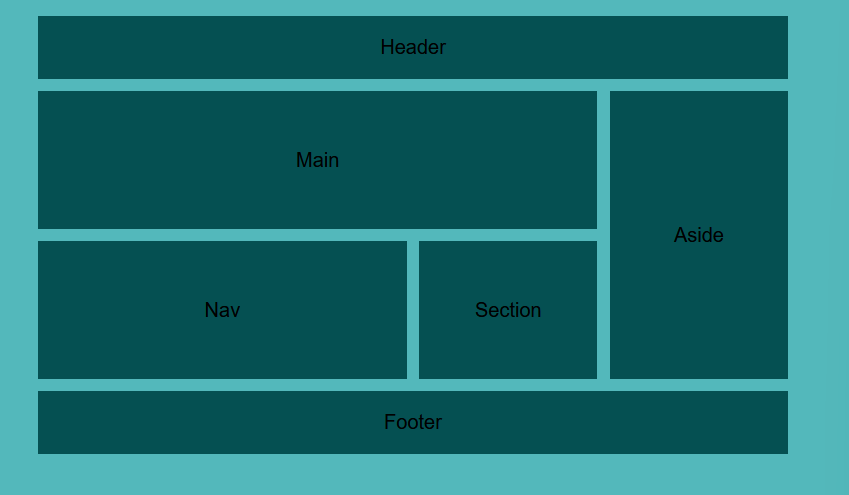 Header
Main
Aside
Nav
Section
Footer